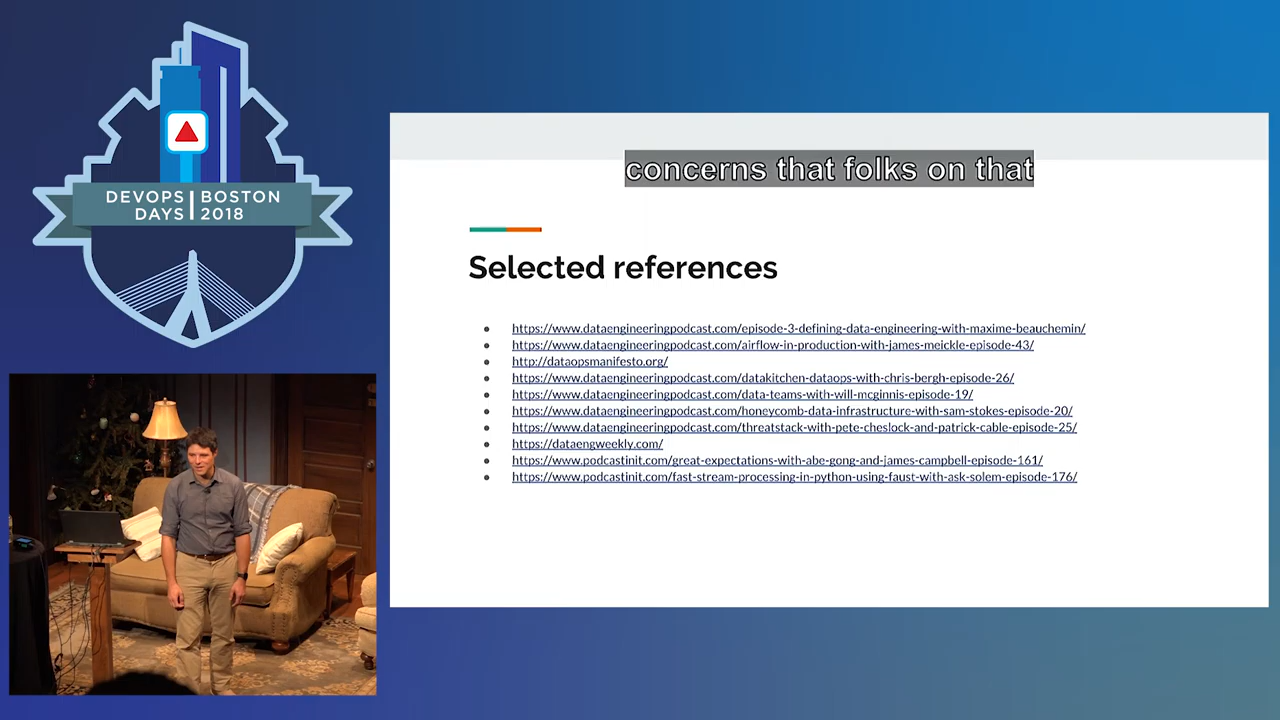 DEVOPS BOSTON
DAYS 2018
concerns that folks on that
Selected references
https://www.dataengineeringpodcast.com/episode-3-defining-data-engineering-with-maxime-beauchemin/
https://www.dataengineeringpodcast.com/airflow-in-production-with-james-meickle-episode-43/
http://dataopsmanifesto.org/
https://www.dataengineeringpodcast.com/datakitchen-dataops-with-chris-bergh-episode-26/
https://www.dataengineeringpodcast.com/data-teams-with-will-mcginnis-episode-19/
https://www.dataengineeringpodcast.com/honeycomb-data-infrastructure-with-sam-stokes-episode-20/
https://www.dataengineeringpodcast.com/threatstack-with-pete-cheslock-and-patrick-cable-episode-25/
https://dataengweekly.com/
https://www.podcastinit.com/great-expectations-with-abe-gong-and-james-campbell-episode-161/
https://www.podcastinit.com/fast-stream-processing-in-python-using-faust-with-ask-solem-episode-176/